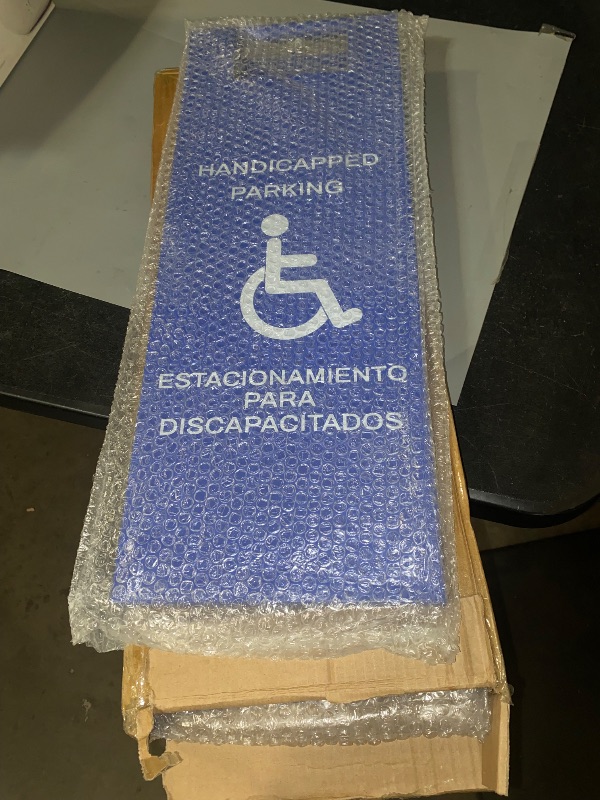 HANDICAPPED
PARKING
ESTACIONAMIENTO
PARA
DISCAPACITADOS